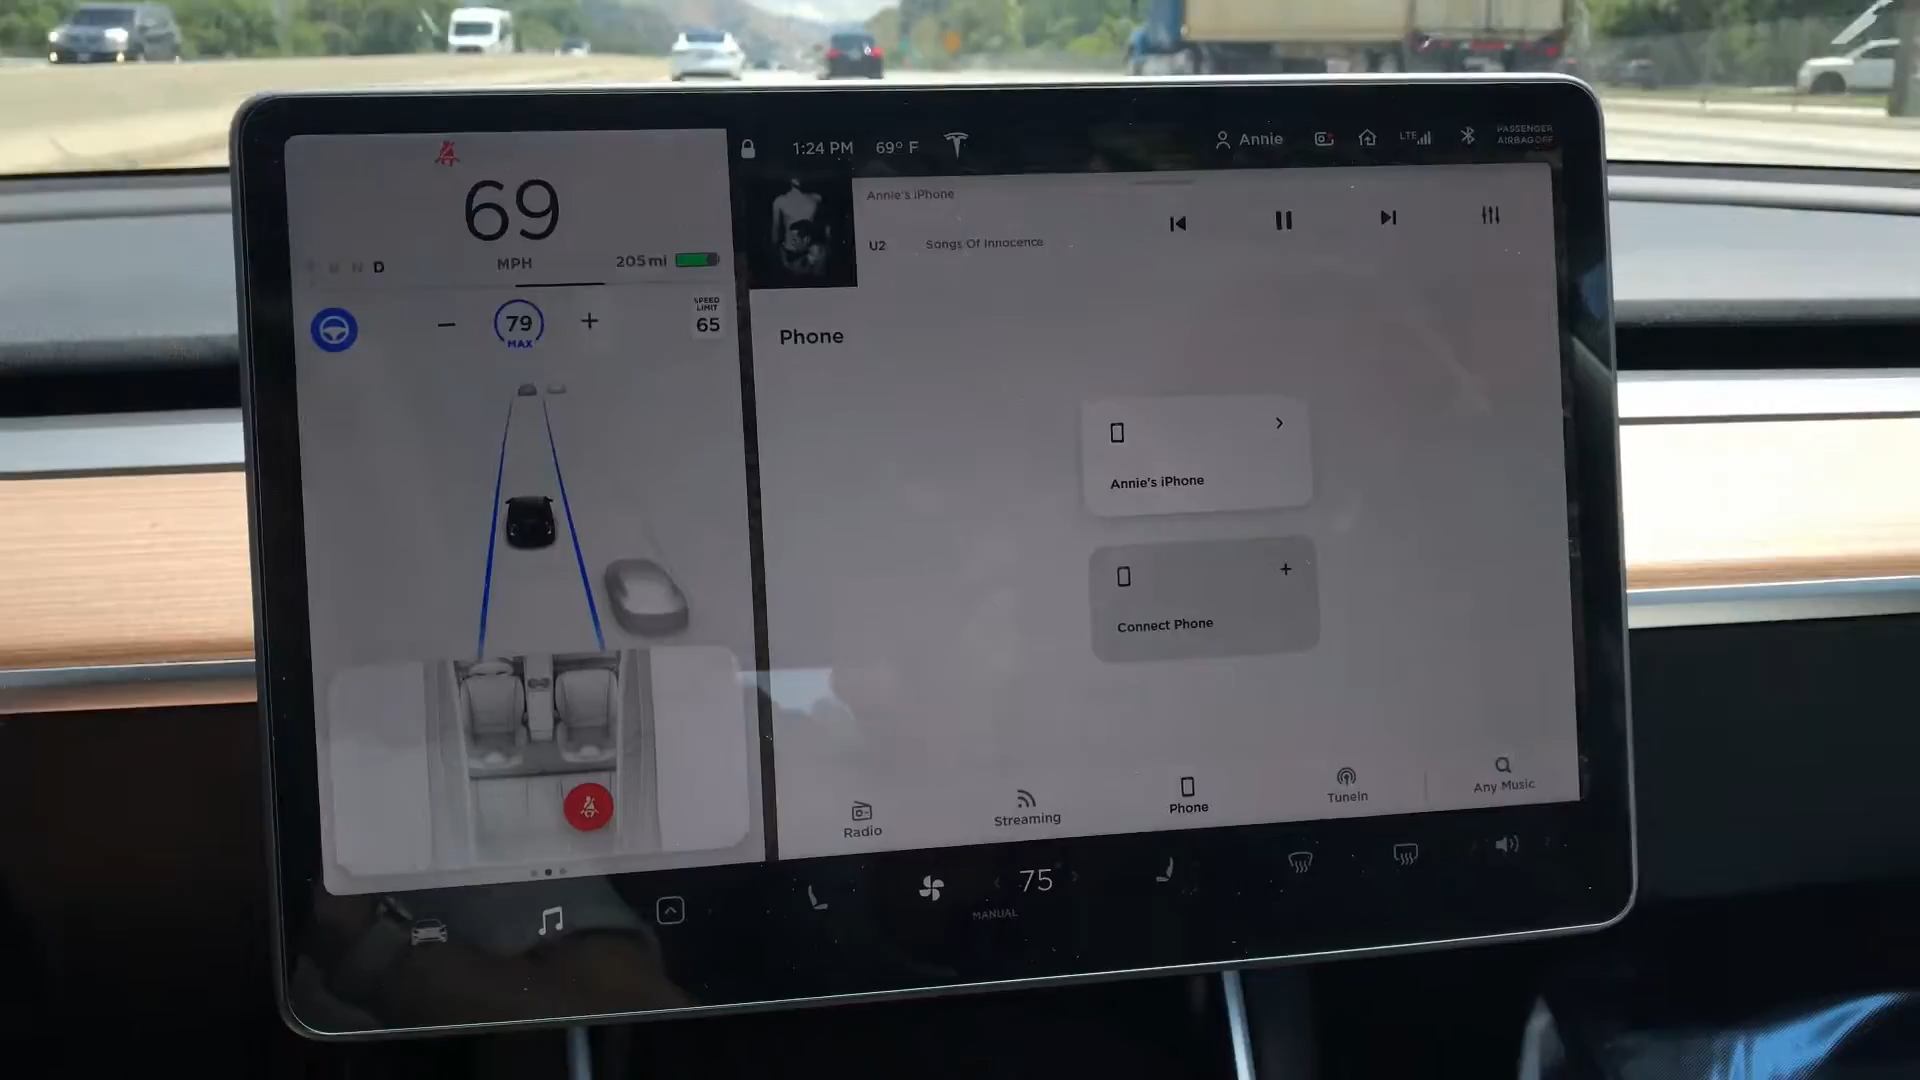 1:24 PM 69° F
Annie
LTE
PASSENGER
AIRBAG OFF
69
MPH
R N D
205 mi
79
MAX
SPEED
LIMIT
65
Annie's iPhone
U2 Songs Of Innocence
Phone
Annie's iPhone
Connect Phone
Radio
Streaming
Phone
TuneIn
Any Music
75
MANUAL